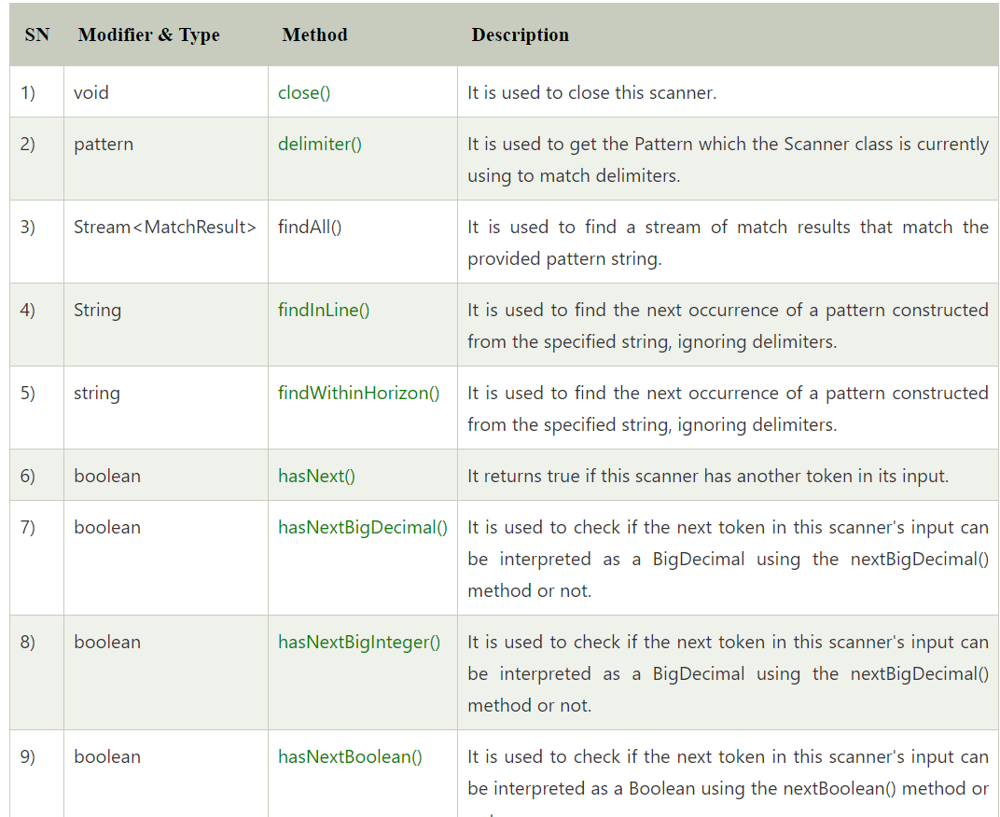 SN Modifier & Type Method Description
1) void close() It is used to close this scanner.
2) pattern delimiter() It is used to get the Pattern which the Scanner class is currently
using to match delimiters.
3) Stream<MatchResult> findAll() It is used to find a stream of match results that match the
provided pattern string.
4) String findInLine() It is used to find the next occurrence of a pattern constructed
from the specified string, ignoring delimiters.
5) string findWithinHorizon() It is used to find the next occurrence of a pattern constructed
from the specified string, ignoring delimiters.
6) boolean hasNext() It returns true if this scanner has another token in its input.
7) boolean hasNextBigDecimal() It is used to check if the next token in this scanner's input can
be interpreted as a BigDecimal using the nextBigDecimal()
method or not.
8) boolean hasNextBigInteger() It is used to check if the next token in this scanner's input can
be interpreted as a BigDecimal using the nextBigDecimal()
method or not.
9) boolean hasNextBoolean() It is used to check if the next token in this scanner's input can
be interpreted as a Boolean using the nextBoolean() method or